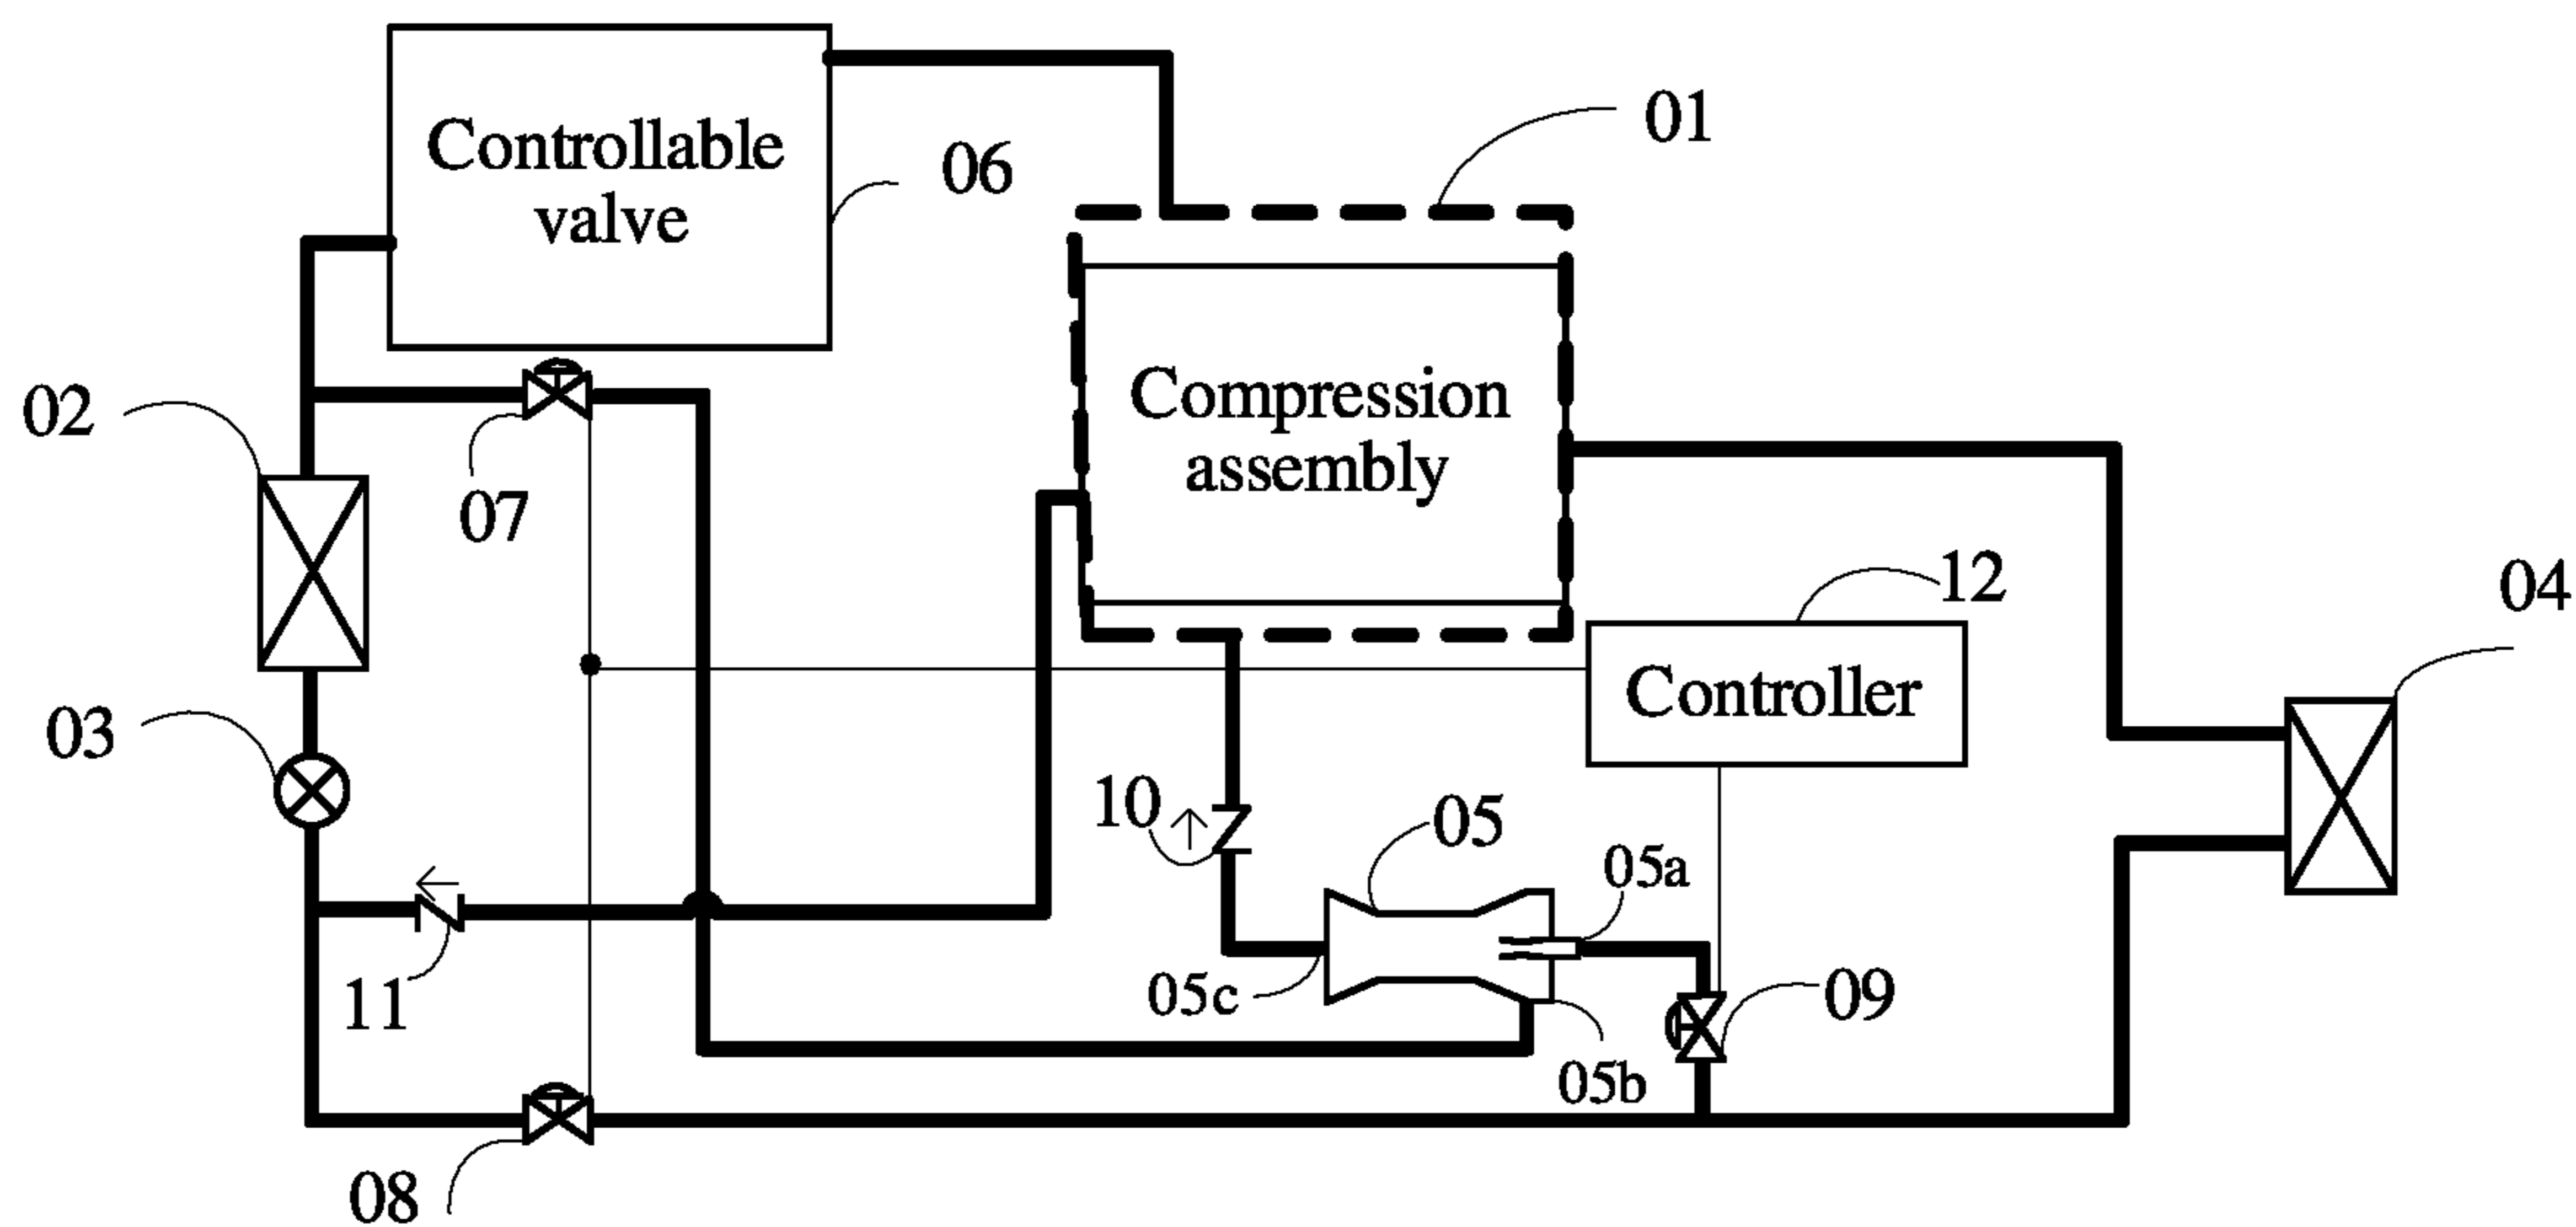 Controllable
valve
06
01
02
07
Compression
assembly
12
04
03
Controller
10
05
05a
11
05c
09
05b
08